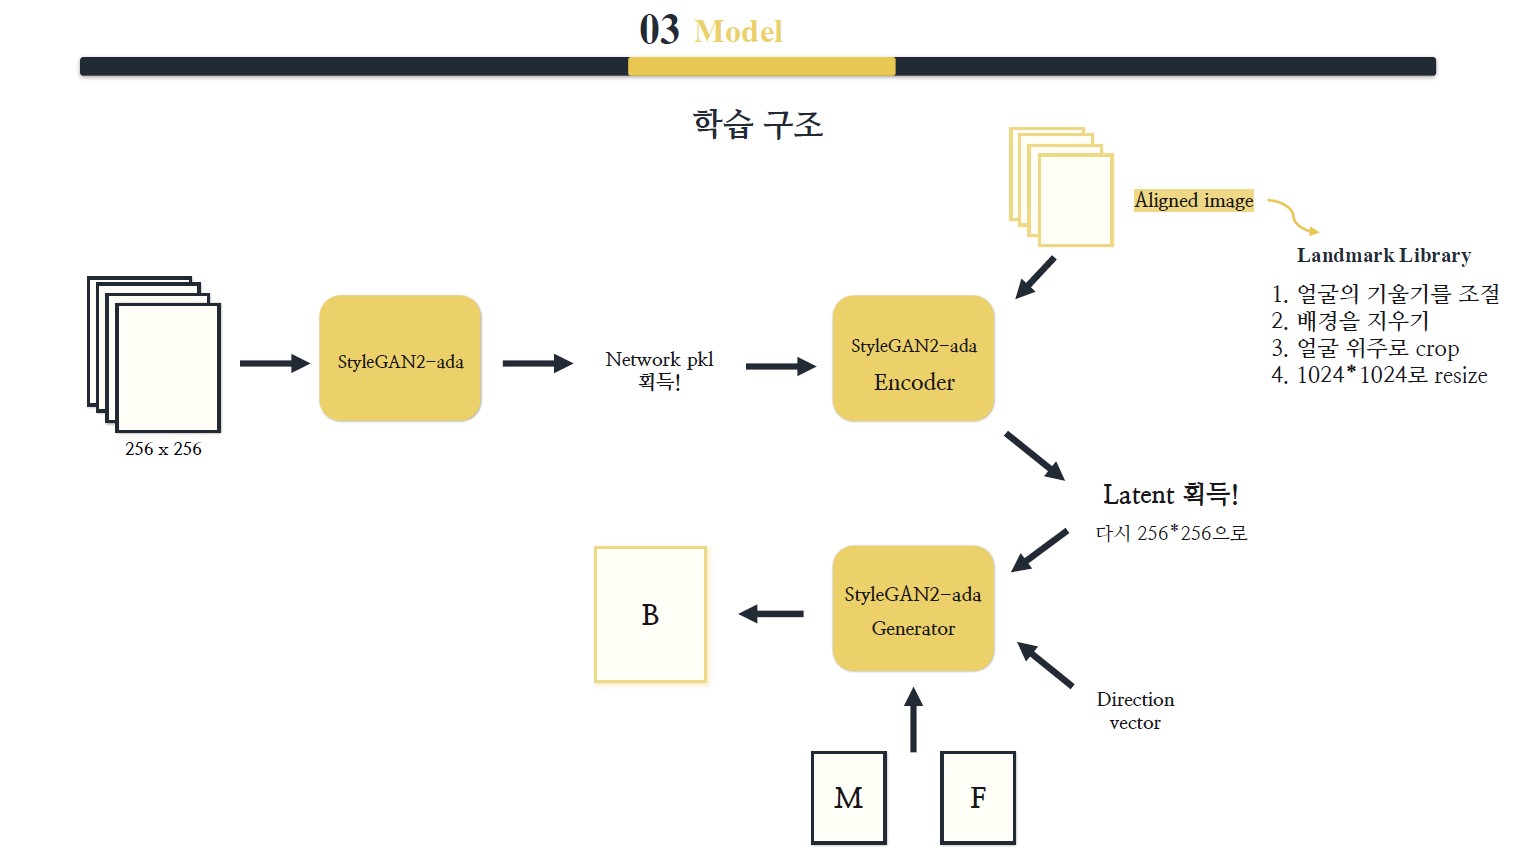 03 Model
학습 구조
Aligned image
Landmark Library
1. 얼굴의 기울기를 조절
2. 배경을 지우기
3. 얼굴 위주로 crop
4. 1024*1024로 resize
256 x 256
StyleGAN2-ada
Network pkl
획득!
StyleGAN2-ada
Encoder
Latent 획득!
다시 256*256으로
StyleGAN2-ada
Generator
B
Direction
vector
M
F